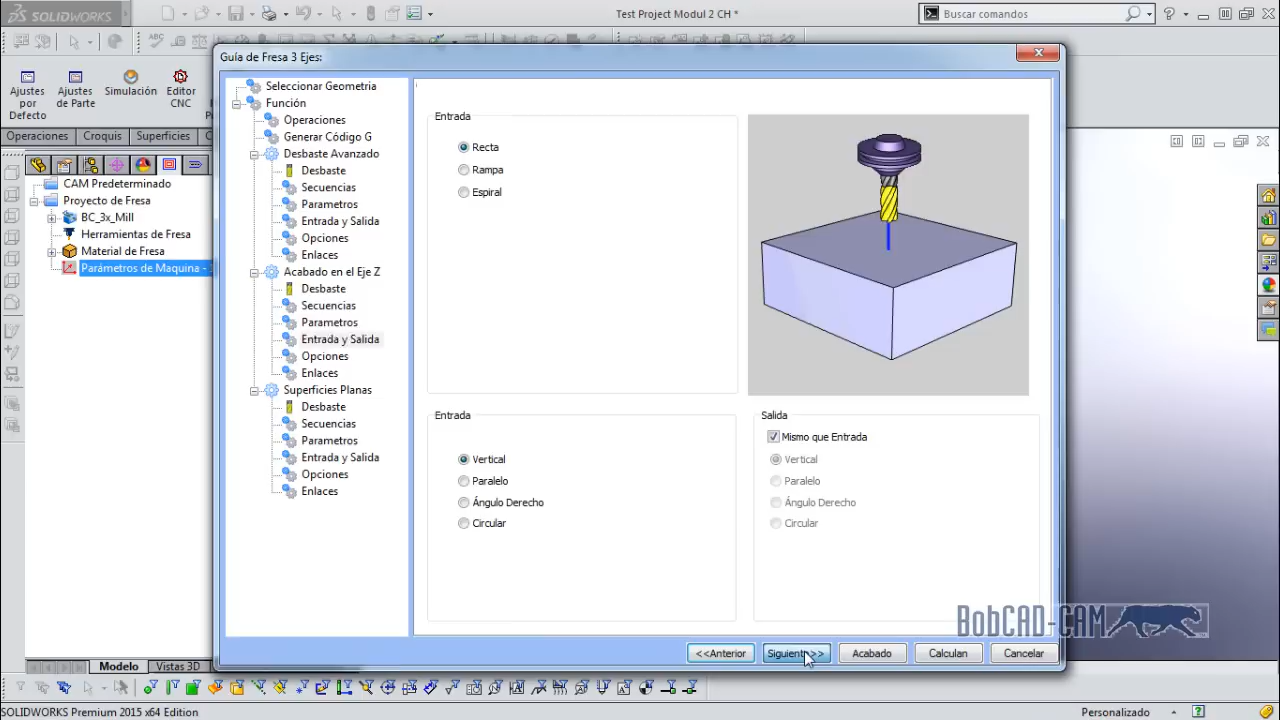 SOLIDWORKS
Test Project Modul 2 CH *
Buscar comandos
Guía de Fresa 3 Ejes:
Ajustes por Defecto
Ajustes de Parte
Simulación
Editor CNC
Operaciones
Croquis
Superficies
CAM Predeterminado
Proyecto de Fresa
BC_3x_Mill
Herramientas de Fresa
Material de Fresa
Parámetros de Maquina -
Seleccionar Geometria
Función
Operaciones
Generar Código G
Desbaste Avanzado
Desbaste
Secuencias
Parametros
Entrada y Salida
Opciones
Enlaces
Acabado en el Eje Z
Desbaste
Secuencias
Parametros
Entrada y Salida
Opciones
Enlaces
Superficies Planas
Desbaste
Secuencias
Parametros
Entrada y Salida
Opciones
Enlaces
Entrada
Recta
Rampa
Espiral
Entrada
Vertical
Paralelo
Ángulo Derecho
Circular
Salida
Mismo que Entrada
Vertical
Paralelo
Ángulo Derecho
Circular
BobCAD-CAM
<<Anterior
Siguiente>>
Acabado
Calculan
Cancelar
Modelo
Vistas 3D
SOLIDWORKS Premium 2015 x64 Edition
Personalizado